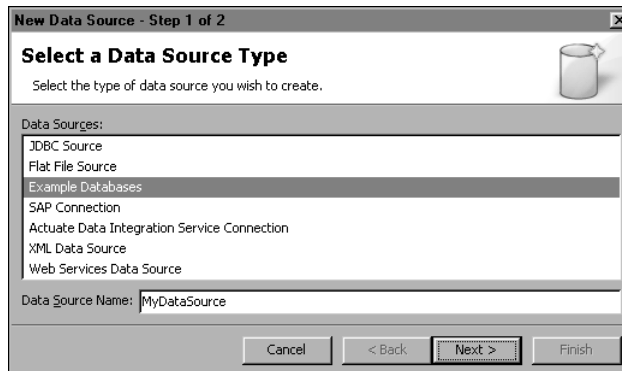 New Data Source - Step 1 of 2
Select a Data Source Type
Select the type of data source you wish to create.
Data Sources:
JDBC Source
Flat File Source
Example Databases
SAP Connection
Actuate Data Integration Service Connection
XML Data Source
Web Services Data Source
Data Source Name: MyDataSource
Cancel < Back Next > Finish